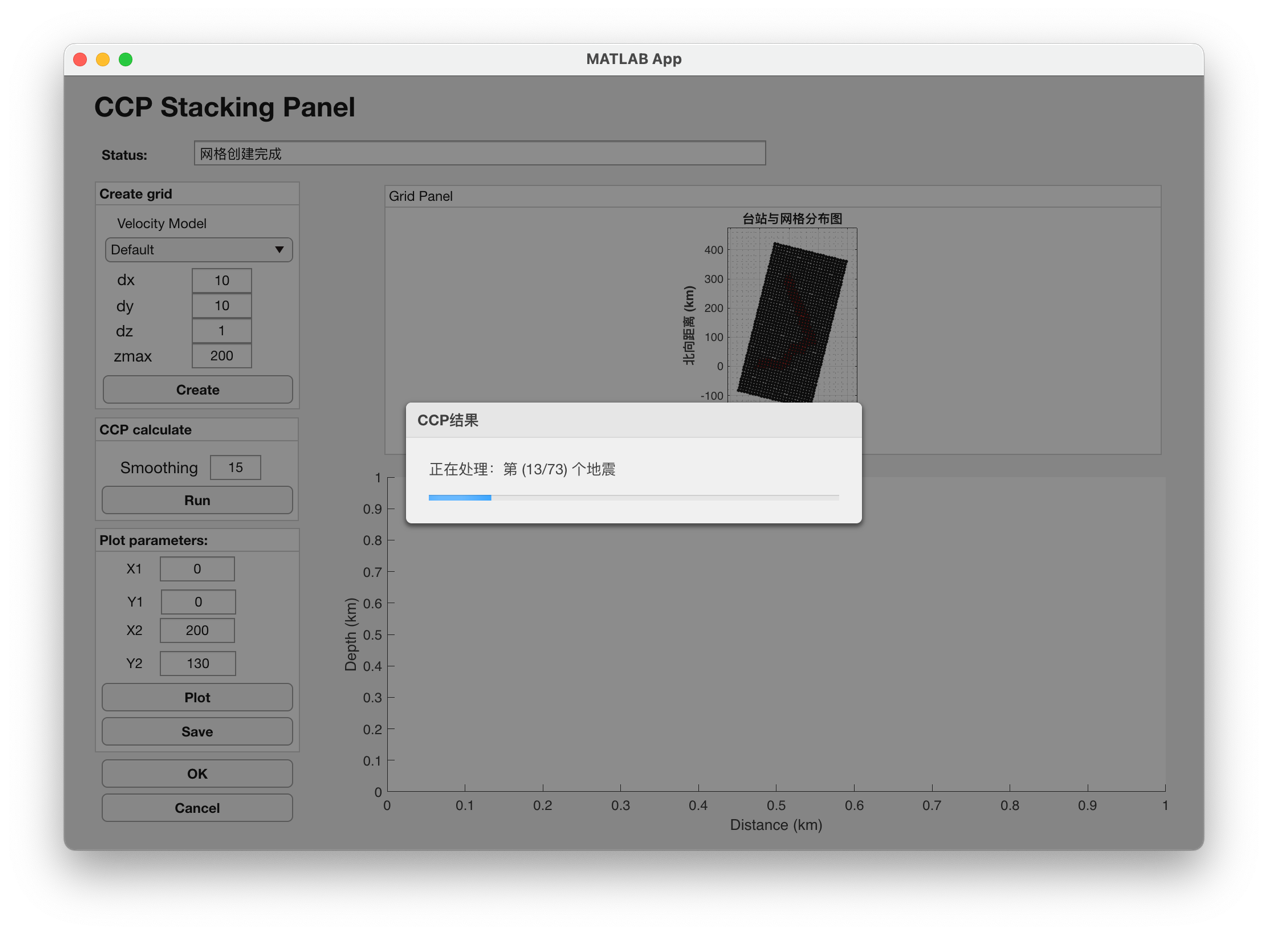 MATLAB App
CCP Stacking Panel
Status:
网格创建完成
Create grid
Velocity Model
Default
dx
10
dy
10
dz
1
zmax
200
Create
CCP calculate
Smoothing
15
Run
Plot parameters:
X1
0
Y1
0
X2
200
Y2
130
Plot
Save
OK
Cancel
Grid Panel
台站与网格分布图
北向距离 (km)
400
300
200
100
0
-100
CCP结果
正在处理：第 (13/73) 个地震
Depth (km)
1
0.9
0.8
0.7
0.6
0.5
0.4
0.3
0.2
0.1
0
0 0.1 0.2 0.3 0.4 0.5 0.6 0.7 0.8 0.9 1
Distance (km)